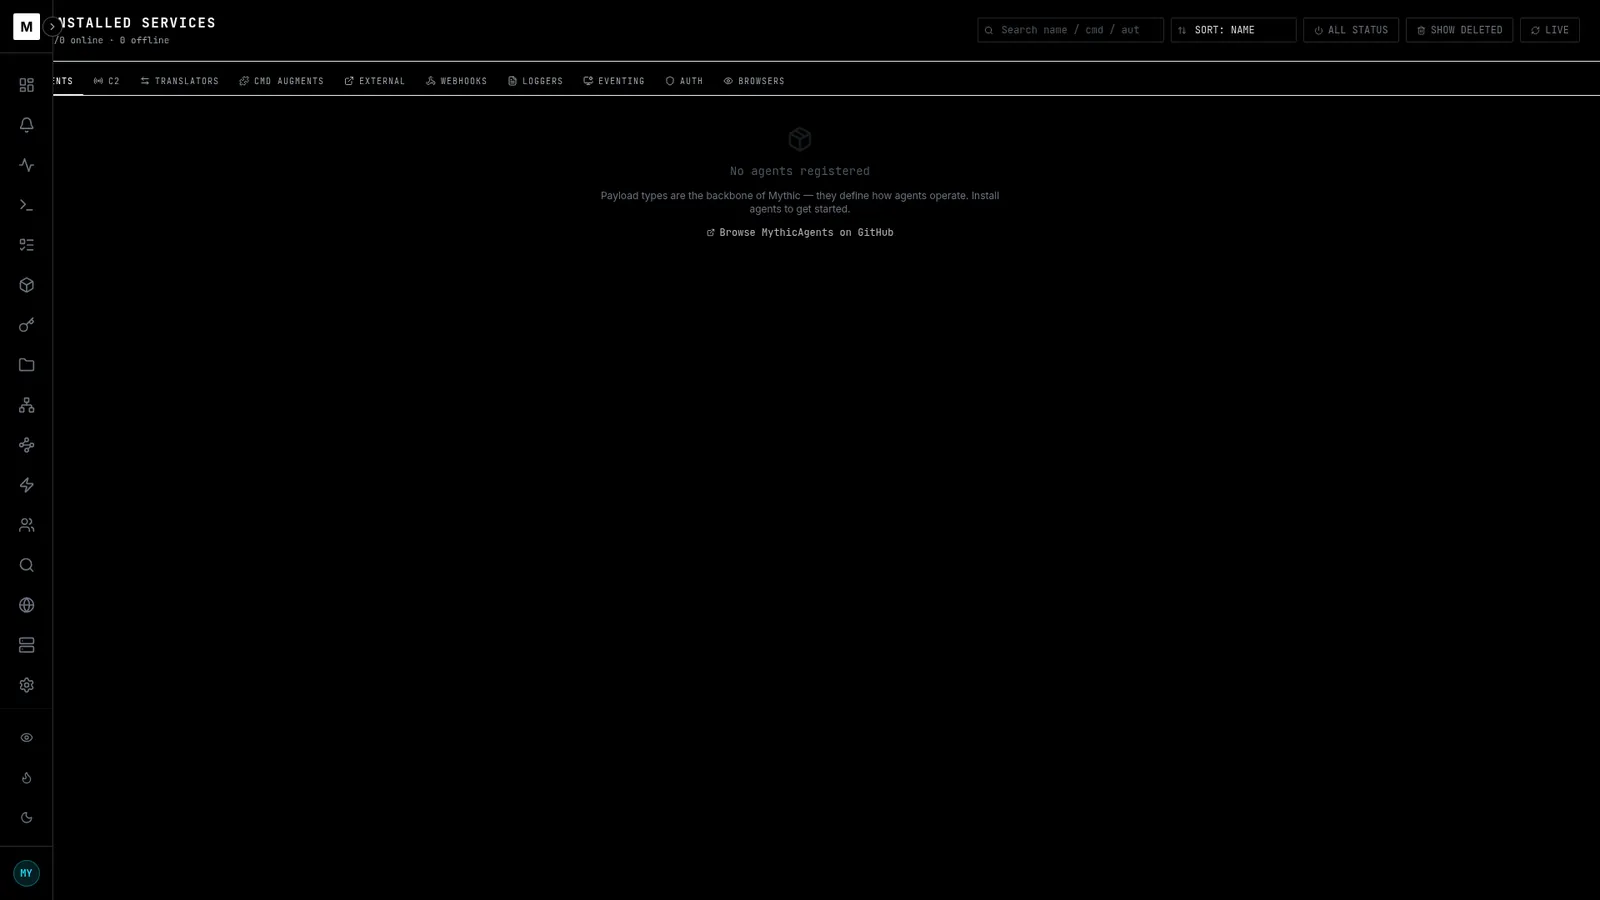 M
NSTALLED SERVICES
/0 online · 0 offline
Search name / cmd / aut
SORT: NAME
ALL STATUS
SHOW DELETED
LIVE
ENTS
C2
TRANSLATORS
CMD AUGMENTS
EXTERNAL
WEBHOOKS
LOGGERS
EVENTING
AUTH
BROWSERS
No agents registered
Payload types are the backbone of Mythic — they define how agents operate. Install
agents to get started.
Browse MythicAgents on GitHub
MY